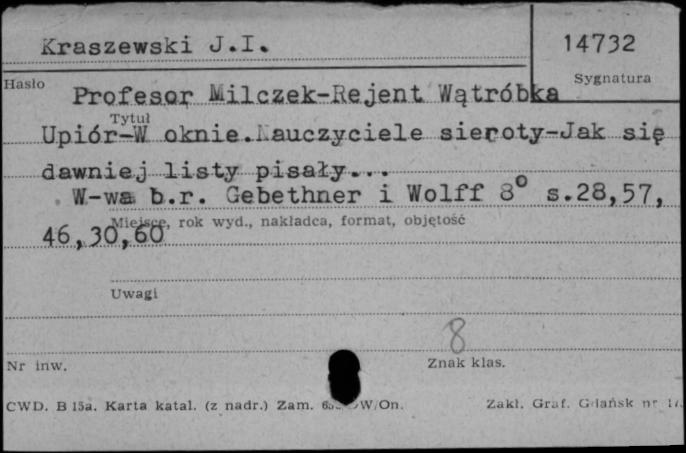 Kraszewski J.I.
14732
Hasło
Sygnatura
Profesor Milczek-Rejent Wątróbka
Tytuł
Upiór-W oknie.Nauczyciele sieroty-Jak się
dawniej listy pisały...
W-wa b.r. Gebethner i Wolff 8° s.28,57,
Miejsce, rok wyd., nakładca, format, objętość
46,30,60
Uwagi
8
Nr inw.
Znak klas.
CWD. B 15a. Karta katal. (z nadr.) Zam. W/On.
Zakł. Graf. Gdańsk nr